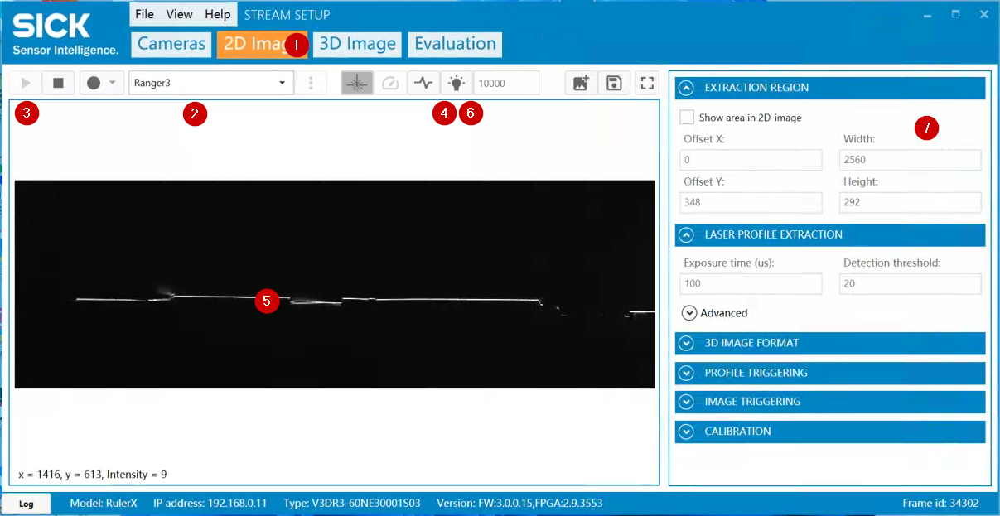 SICK
Sensor Intelligence.
File View Help STREAM SETUP
Cameras 2D Imag 1 3D Image Evaluation
Ranger3 10000
3 2 4 6
EXTRACTION REGION
Show area in 2D-image
7
Offset X: Width:
0 2560
Offset Y: Height:
348 292
LASER PROFILE EXTRACTION
Exposure time (us): Detection threshold:
100 20
5
Advanced
3D IMAGE FORMAT
PROFILE TRIGGERING
IMAGE TRIGGERING
CALIBRATION
x = 1416, y = 613, Intensity = 9
Log Model: RulerX IP address: 192.168.0.11 Type: V3DR3-60NE30001S03 Version: FW:3.0.0.15,FPGA:2.9.3553 Frame id: 34302